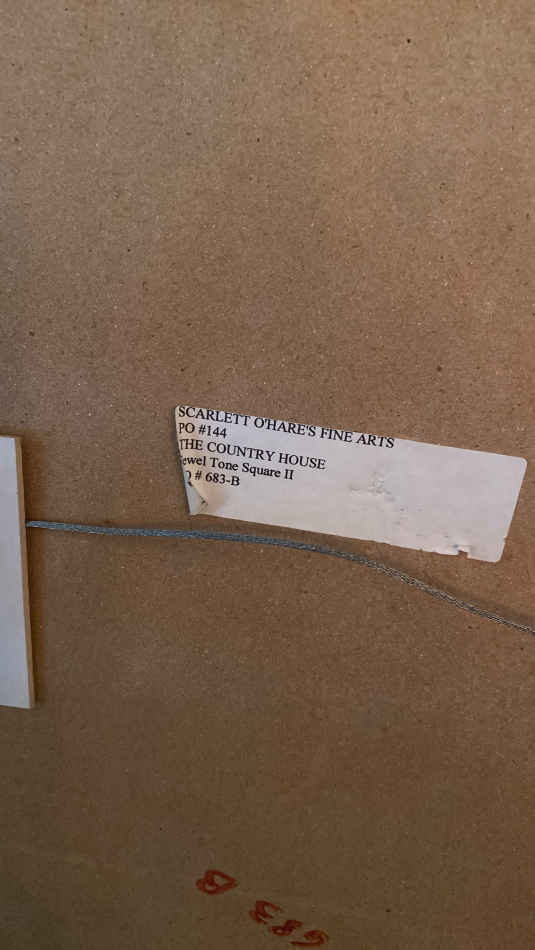 SCARLETT O'HARE'S FINE ARTS
PO #144
THE COUNTRY HOUSE
ewel Tone Square II
# 683-B
683 B